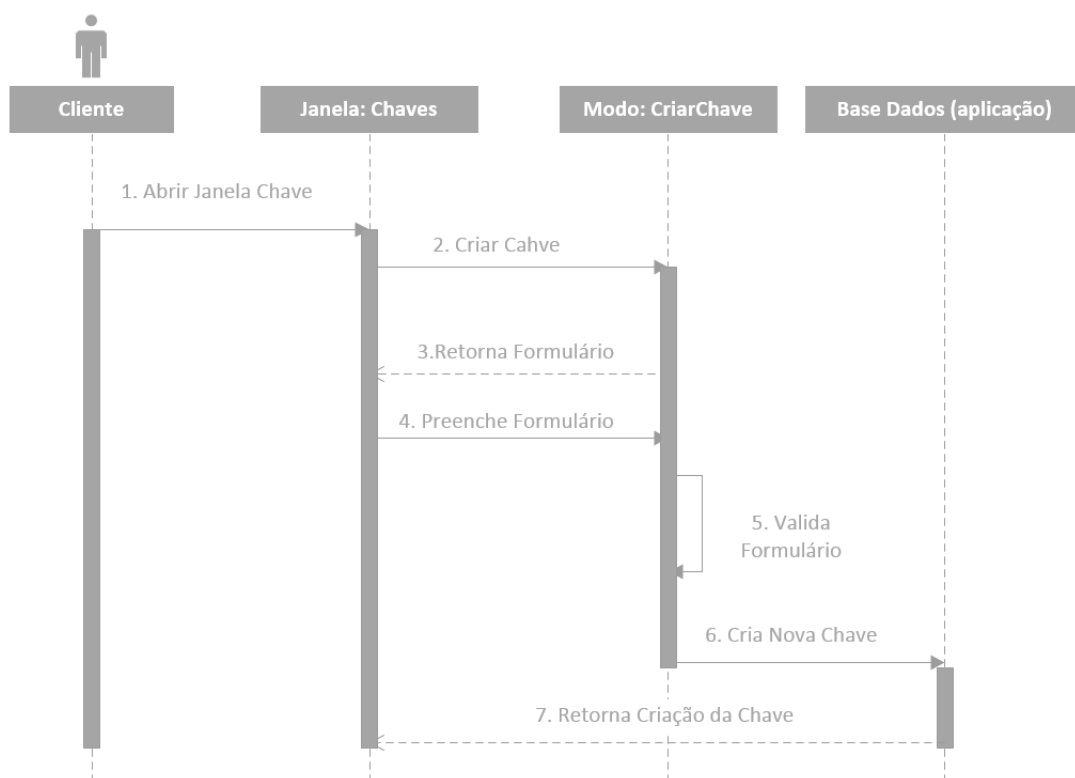 Cliente
Janela: Chaves
Modo: CriarChave
Base Dados (aplicação)
1. Abrir Janela Chave
2. Criar Cahve
3.Retorna Formulário
4. Preenche Formulário
5. Valida
Formulário
6. Cria Nova Chave
7. Retorna Criação da Chave